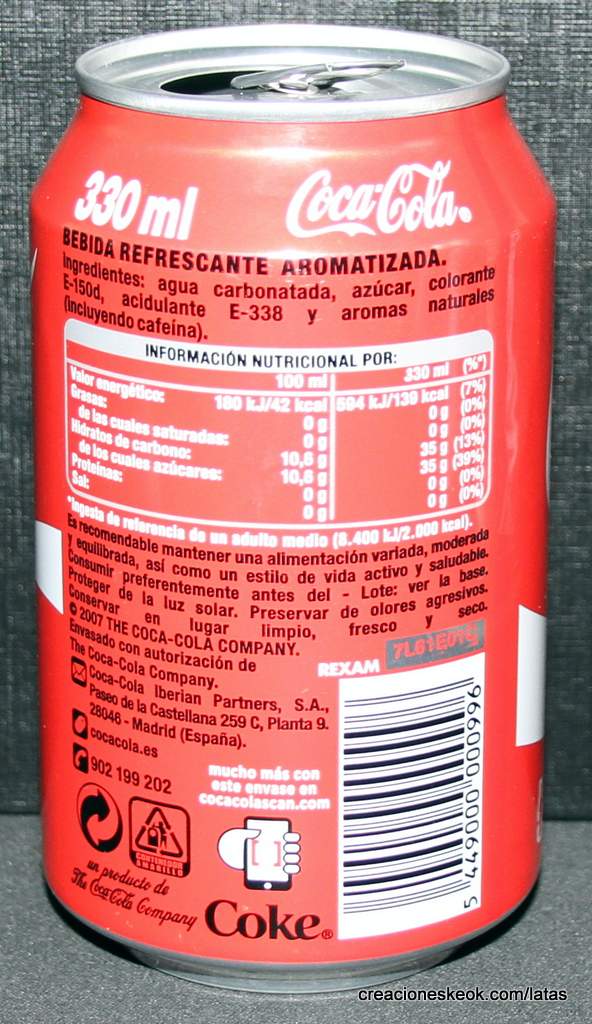 330 ml
Coca-Cola
BEBIDA REFRESCANTE AROMATIZADA.
Ingredientes: agua carbonatada, azúcar, colorante
E-150d, acidulante E-338 y aromas naturales
(incluyendo cafeína).
INFORMACIÓN NUTRICIONAL POR:
100 ml 330 ml (%*)
Valor energético: 180 kJ/42 kcal 594 kJ/139 kcal (7%)
Grasas: 0 g 0 g (0%)
de las cuales saturadas: 0 g 0 g (0%)
Hidratos de carbono: 10,6 g 35 g (13%)
de los cuales azúcares: 10,6 g 35 g (39%)
Proteínas: 0 g 0 g (0%)
Sal: 0 g 0 g (0%)
*Ingesta de referencia de un adulto medio (8.400 kJ/2.000 kcal).
Es recomendable mantener una alimentación variada, moderada
y equilibrada, así como un estilo de vida activo y saludable.
Consumir preferentemente antes del - Lote: ver la base.
Proteger de la luz solar. Preservar de olores agresivos.
Conservar en lugar limpio, fresco y seco.
© 2007 THE COCA-COLA COMPANY.
Envasado con autorización de
The Coca-Cola Company.
REXAM
Coca-Cola Iberian Partners, S.A.,
Paseo de la Castellana 259 C, Planta 9.
28046 - Madrid (España).
cocacola.es
902 199 202
mucho más con
este envase en
cocacolascan.com
CONTENEDOR
AMARILLO
un producto de
The Coca-Cola Company
Coke®
5 449000 000996
creacioneskeok.com/latas